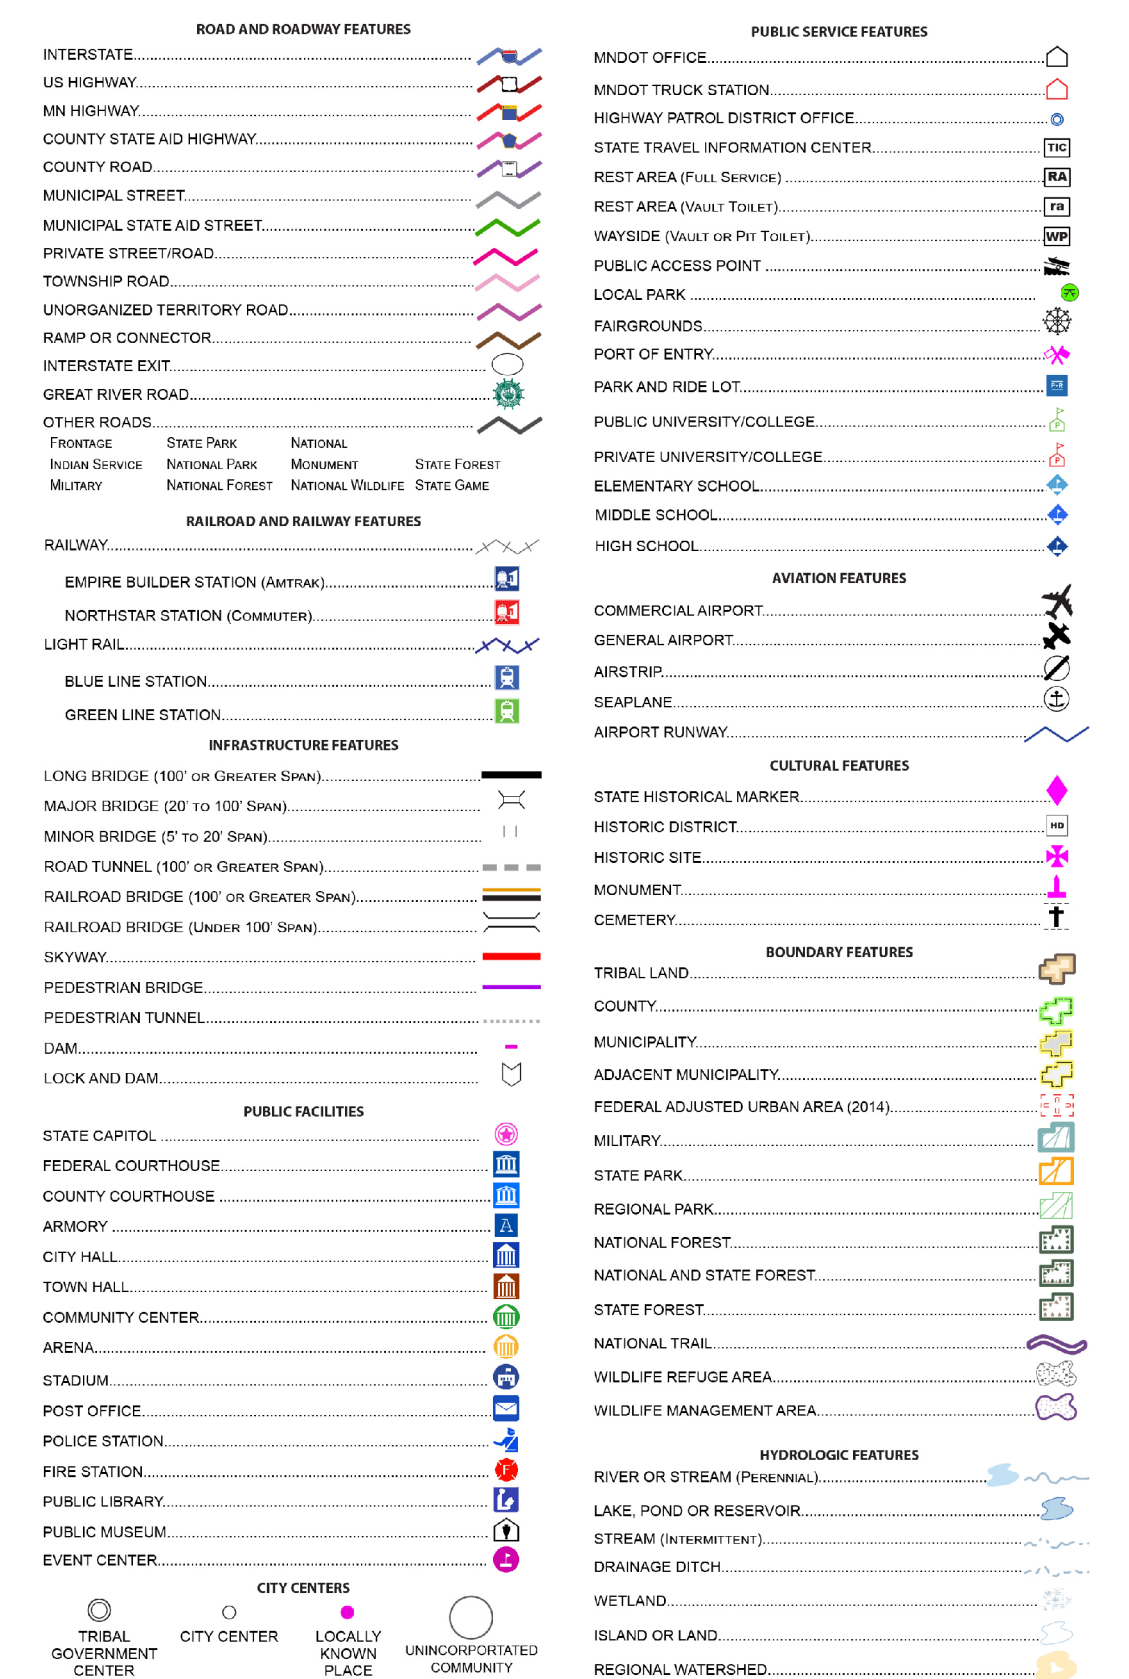 ROAD AND ROADWAY FEATURES
INTERSTATE
US HIGHWAY
MN HIGHWAY
COUNTY STATE AID HIGHWAY
COUNTY ROAD
MUNICIPAL STREET
MUNICIPAL STATE AID STREET
PRIVATE STREET/ROAD
TOWNSHIP ROAD
UNORGANIZED TERRITORY ROAD
RAMP OR CONNECTOR
INTERSTATE EXIT
GREAT RIVER ROAD
OTHER ROADS
FRONTAGE STATE PARK NATIONAL
INDIAN SERVICE NATIONAL PARK MONUMENT STATE FOREST
MILITARY NATIONAL FOREST NATIONAL WILDLIFE STATE GAME
RAILROAD AND RAILWAY FEATURES
RAILWAY
EMPIRE BUILDER STATION (AMTRAK)
NORTHSTAR STATION (COMMUTER)
LIGHT RAIL
BLUE LINE STATION
GREEN LINE STATION
INFRASTRUCTURE FEATURES
LONG BRIDGE (100' OR GREATER SPAN)
MAJOR BRIDGE (20' TO 100' SPAN)
MINOR BRIDGE (5' TO 20' SPAN)
ROAD TUNNEL (100' OR GREATER SPAN)
RAILROAD BRIDGE (100' OR GREATER SPAN)
RAILROAD BRIDGE (UNDER 100' SPAN)
SKYWAY
PEDESTRIAN BRIDGE
PEDESTRIAN TUNNEL
DAM
LOCK AND DAM
PUBLIC FACILITIES
STATE CAPITOL
FEDERAL COURTHOUSE
COUNTY COURTHOUSE
ARMORY A
CITY HALL
TOWN HALL
COMMUNITY CENTER
ARENA
STADIUM
POST OFFICE
POLICE STATION
FIRE STATION F
PUBLIC LIBRARY
PUBLIC MUSEUM
EVENT CENTER
CITY CENTERS
TRIBAL GOVERNMENT CENTER
CITY CENTER
LOCALLY KNOWN PLACE
UNINCORPORTATED COMMUNITY
PUBLIC SERVICE FEATURES
MNDOT OFFICE
MNDOT TRUCK STATION
HIGHWAY PATROL DISTRICT OFFICE
STATE TRAVEL INFORMATION CENTER TIC
REST AREA (FULL SERVICE) RA
REST AREA (VAULT TOILET) ra
WAYSIDE (VAULT OR PIT TOILET) WP
PUBLIC ACCESS POINT
LOCAL PARK
FAIRGROUNDS
PORT OF ENTRY
PARK AND RIDE LOT P+R
PUBLIC UNIVERSITY/COLLEGE P
PRIVATE UNIVERSITY/COLLEGE P
ELEMENTARY SCHOOL
MIDDLE SCHOOL
HIGH SCHOOL
AVIATION FEATURES
COMMERCIAL AIRPORT
GENERAL AIRPORT
AIRSTRIP
SEAPLANE
AIRPORT RUNWAY
CULTURAL FEATURES
STATE HISTORICAL MARKER
HISTORIC DISTRICT HD
HISTORIC SITE
MONUMENT
CEMETERY
BOUNDARY FEATURES
TRIBAL LAND
COUNTY
MUNICIPALITY
ADJACENT MUNICIPALITY
FEDERAL ADJUSTED URBAN AREA (2014)
MILITARY
STATE PARK
REGIONAL PARK
NATIONAL FOREST
NATIONAL AND STATE FOREST
STATE FOREST
NATIONAL TRAIL
WILDLIFE REFUGE AREA
WILDLIFE MANAGEMENT AREA
HYDROLOGIC FEATURES
RIVER OR STREAM (PERENNIAL)
LAKE, POND OR RESERVOIR
STREAM (INTERMITTENT)
DRAINAGE DITCH
WETLAND
ISLAND OR LAND
REGIONAL WATERSHED